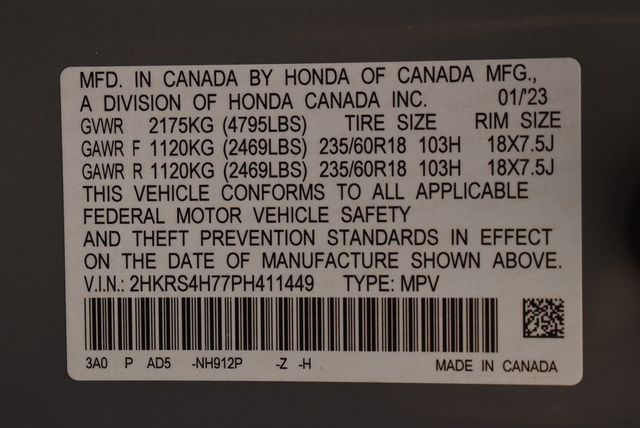 MFD. IN CANADA BY HONDA OF CANADA MFG.,
A DIVISION OF HONDA CANADA INC. 01/'23
GVWR 2175KG (4795LBS) TIRE SIZE RIM SIZE
GAWR F 1120KG (2469LBS) 235/60R18 103H 18X7.5J
GAWR R 1120KG (2469LBS) 235/60R18 103H 18X7.5J
THIS VEHICLE CONFORMS TO ALL APPLICABLE
FEDERAL MOTOR VEHICLE SAFETY
AND THEFT PREVENTION STANDARDS IN EFFECT
ON THE DATE OF MANUFACTURE SHOWN ABOVE.
V.I.N.: 2HKRS4H77PH411449 TYPE: MPV
3A0 P AD5 -NH912P -Z -H MADE IN CANADA